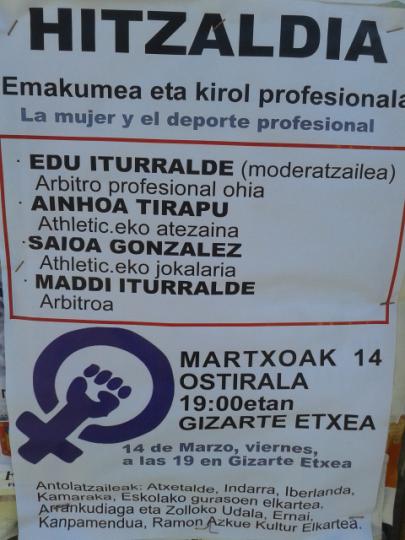 HITZALDIA
Emakumea eta kirol profesionala
La mujer y el deporte profesional
· EDU ITURRALDE (moderatzailea)
Arbitro profesional ohia
· AINHOA TIRAPU
Athletic.eko atezaina
· SAIOA GONZALEZ
Athletic.eko jokalaria
· MADDI ITURRALDE
Arbitroa
MARTXOAK 14
OSTIRALA
19:00etan
GIZARTE ETXEA
14 de Marzo, viernes,
a las 19 en Gizarte Etxea
Antolatzaileak: Atxetalde, Indarra, Iberlanda,
Kamaraka, Eskolako gurasoen elkartea.
Arrankudiaga eta Zolloko Udala, Ernai,
Kanpamendua, Ramon Azkue Kultur Elkartea.